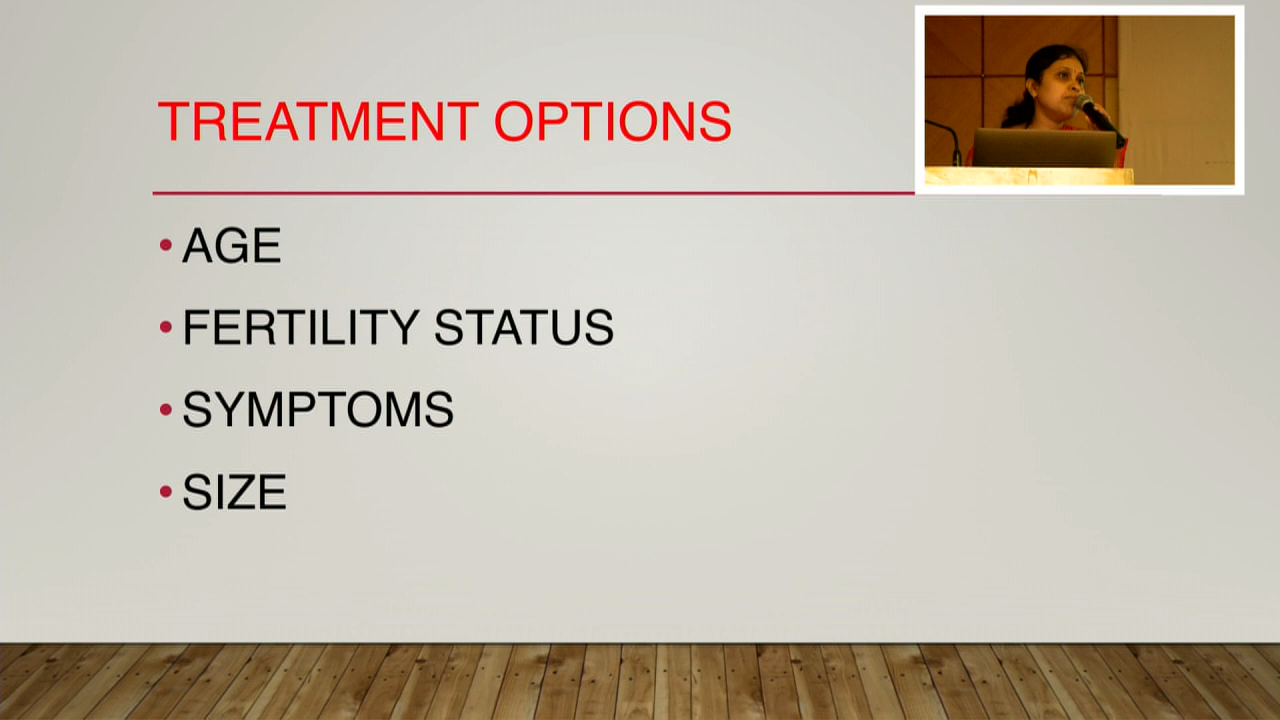 TREATMENT OPTIONS
• AGE
• FERTILITY STATUS
• SYMPTOMS
• SIZE